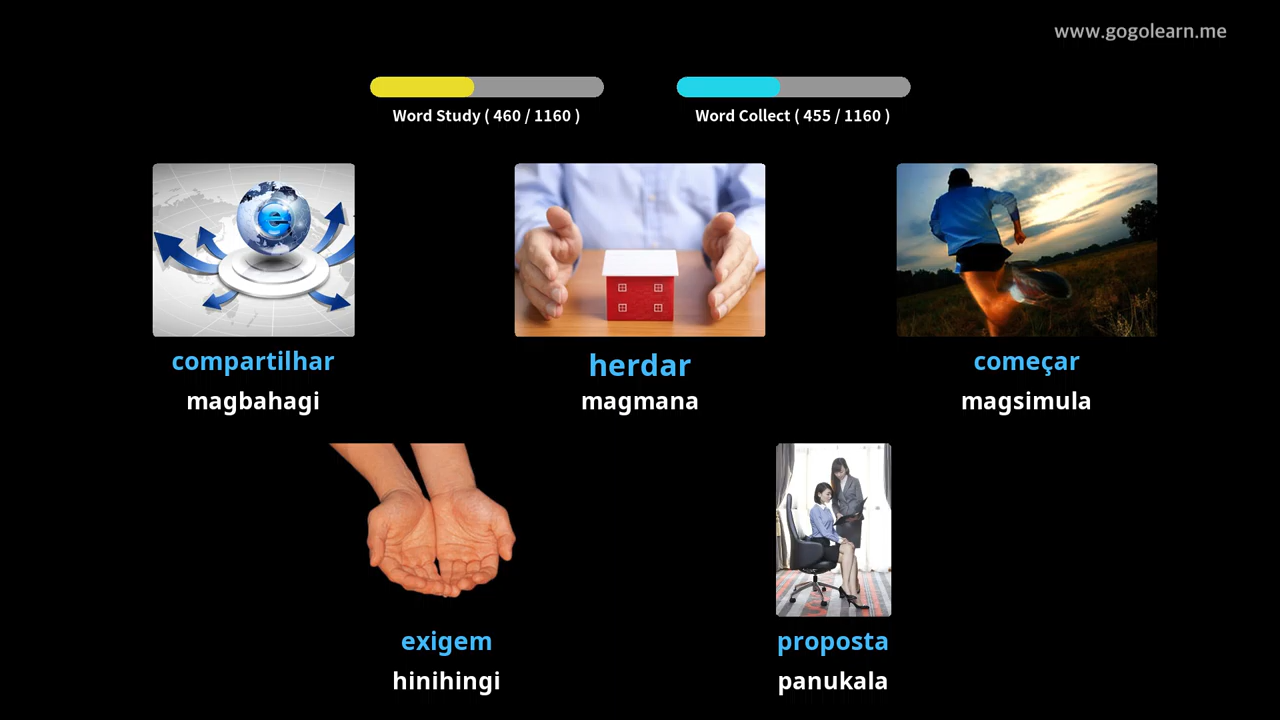 www.gogolearn.me
Word Study ( 460 / 1160 )
Word Collect ( 455 / 1160 )
compartilhar
magbahagi
herdar
magmana
começar
magsimula
exigem
hinihingi
proposta
panukala